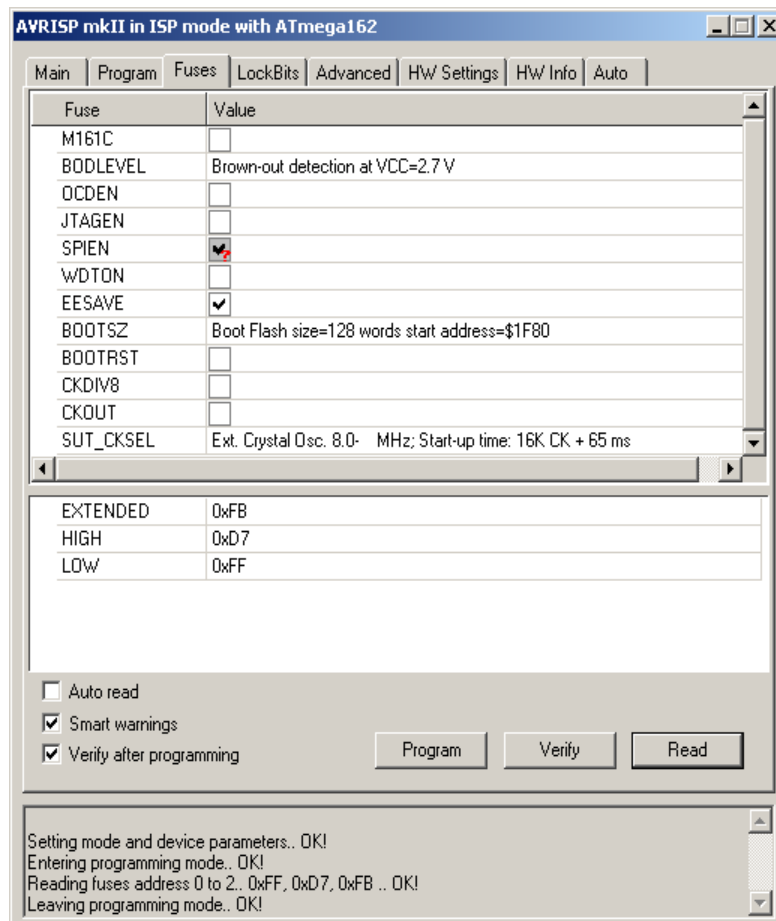 AVRISP mkII in ISP mode with ATmega162
Main Program Fuses LockBits Advanced HW Settings HW Info Auto
Fuse Value
M161C
BODLEVEL Brown-out detection at VCC=2.7 V
OCDEN
JTAGEN
SPIEN
WDTON
EESAVE
BOOTSZ Boot Flash size=128 words start address=$1F80
BOOTRST
CKDIV8
CKOUT
SUT_CKSEL Ext. Crystal Osc. 8.0- MHz; Start-up time: 16K CK + 65 ms
EXTENDED 0xFB
HIGH 0xD7
LOW 0xFF
Auto read
Smart warnings
Verify after programming
Program Verify Read
Setting mode and device parameters.. OK!
Entering programming mode.. OK!
Reading fuses address 0 to 2.. 0xFF, 0xD7, 0xFB .. OK!
Leaving programming mode.. OK!